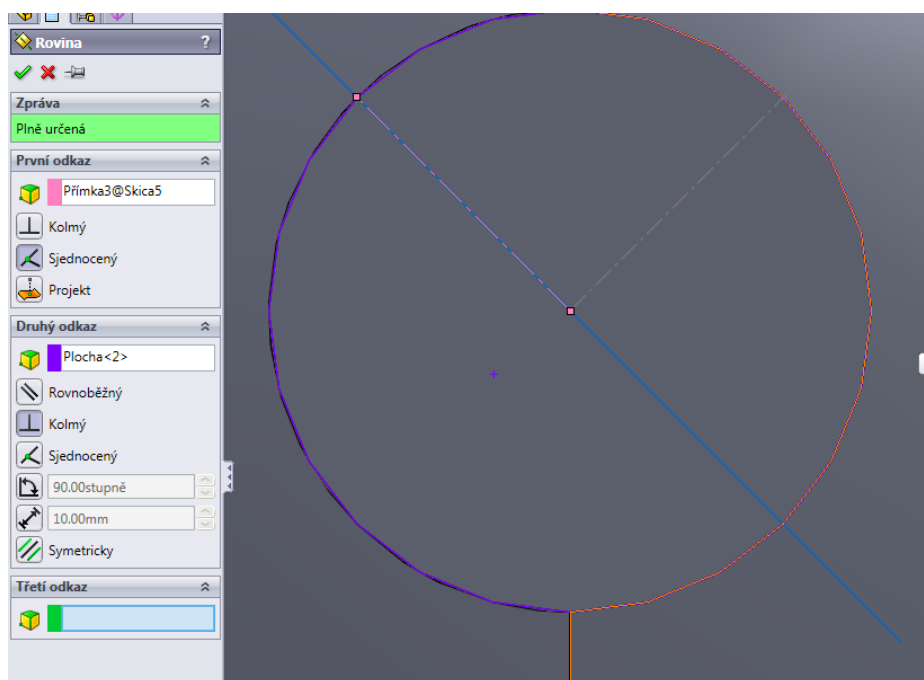 Rovina ?
Zpráva
Plně určená
První odkaz
Přímka3@Skica5
Kolmý
Sjednocený
Projekt
Druhý odkaz
Plocha<2>
Rovnoběžný
Kolmý
Sjednocený
90.00stupně
10.00mm
Symetricky
Třetí odkaz